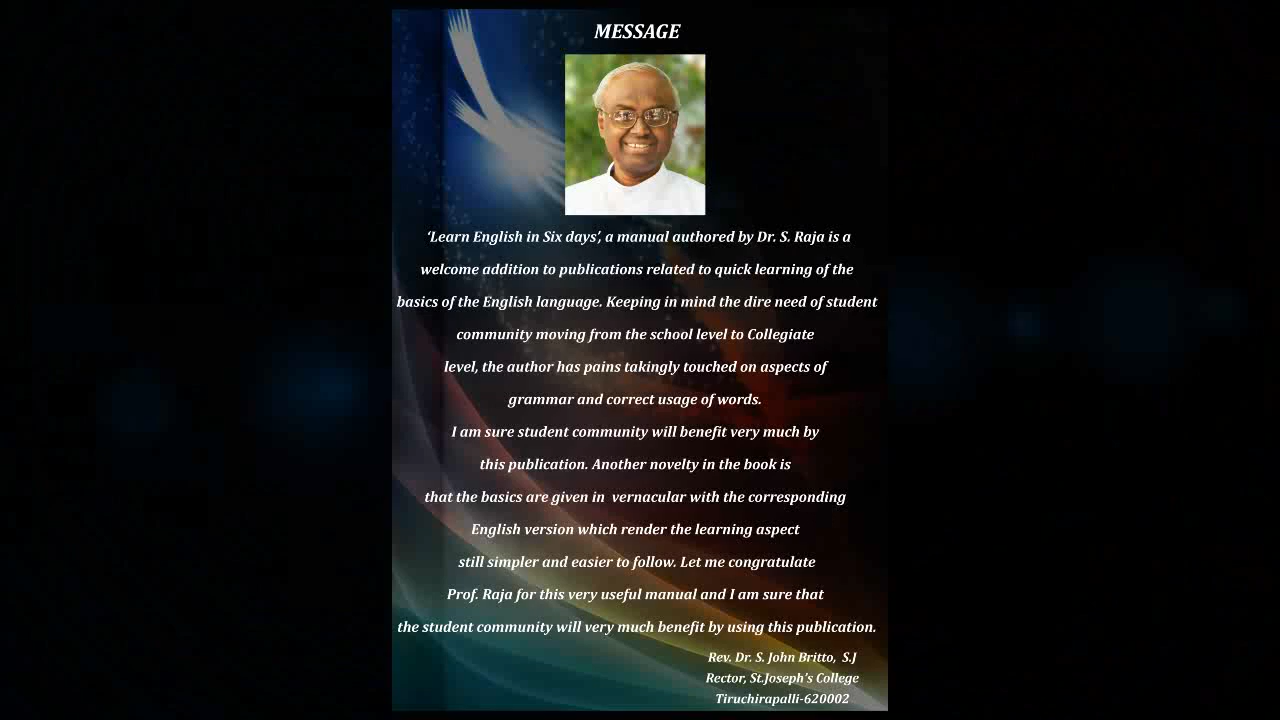 MESSAGE
‘Learn English in Six days’, a manual authored by Dr. S. Raja is a
welcome addition to publications related to quick learning of the
basics of the English language. Keeping in mind the dire need of student
community moving from the school level to Collegiate
level, the author has pains takingly touched on aspects of
grammar and correct usage of words.
I am sure student community will benefit very much by
this publication. Another novelty in the book is
that the basics are given in vernacular with the corresponding
English version which render the learning aspect
still simpler and easier to follow. Let me congratulate
Prof. Raja for this very useful manual and I am sure that
the student community will very much benefit by using this publication.
Rev. Dr. S. John Britto, S.J
Rector, St.Joseph's College
Tiruchirapalli-620002